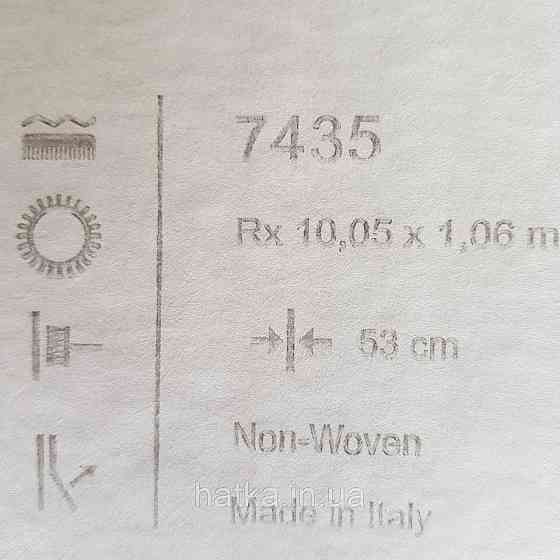 7435
Rx 10,05 x 1,06 m
53 cm
Non-Woven
hatka.in.ua
Made in Italy